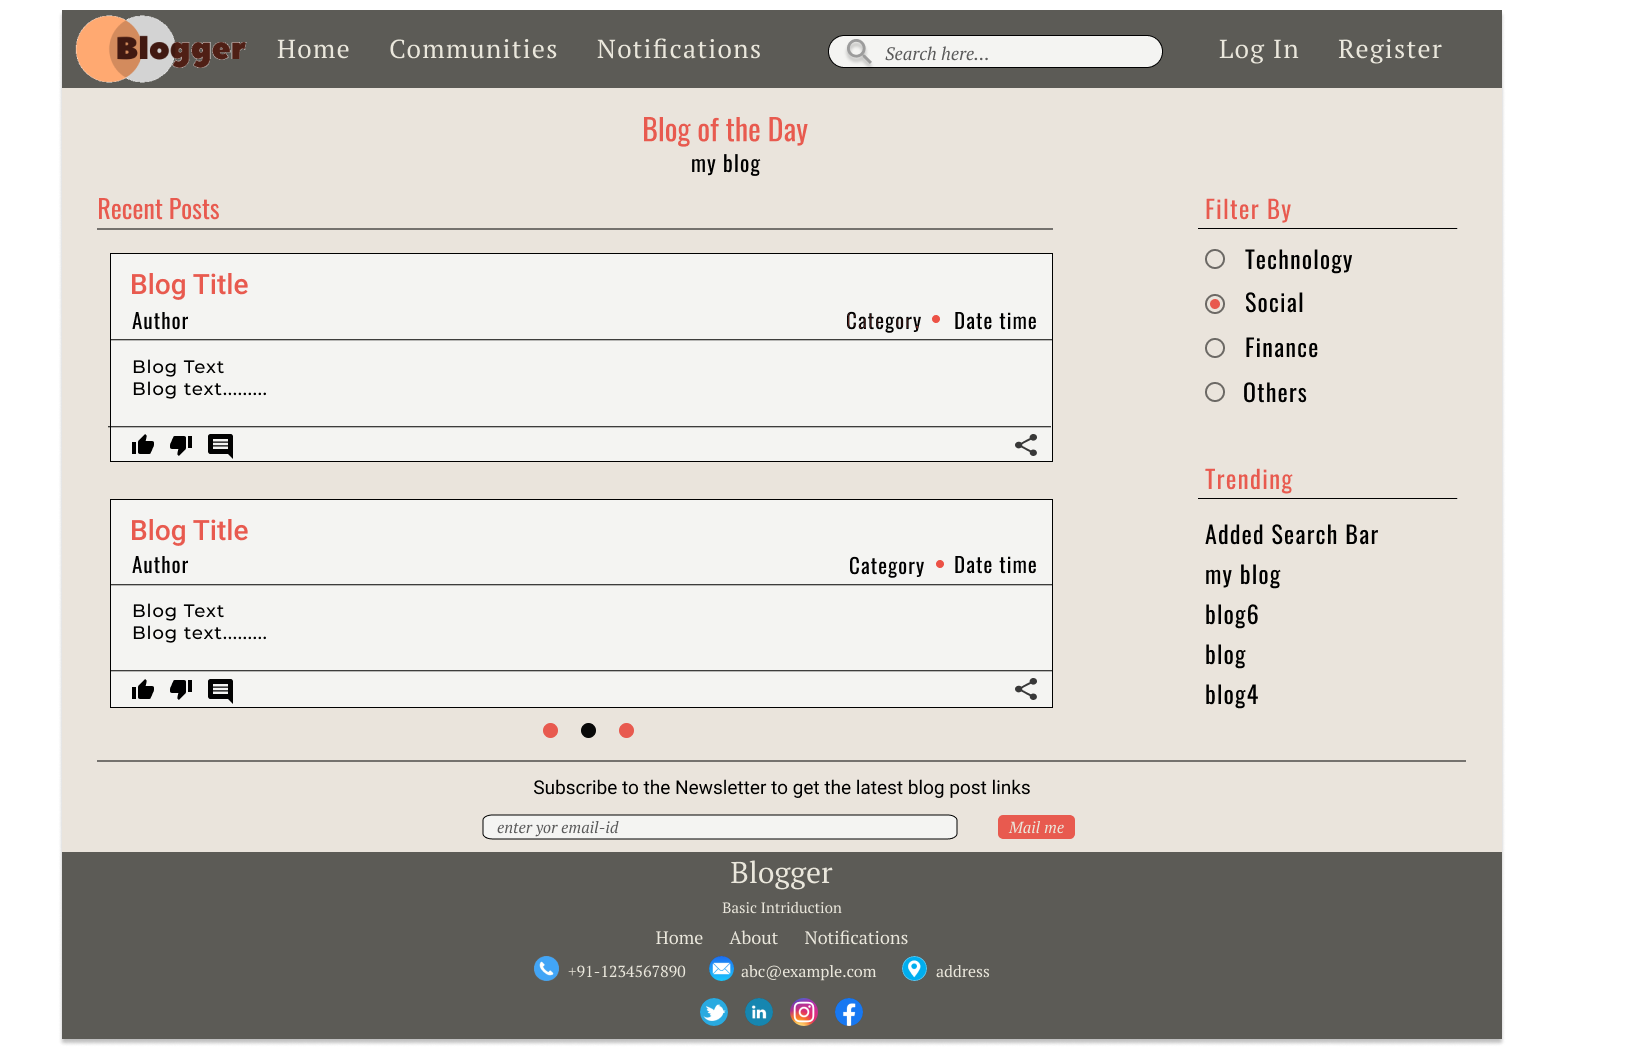 Blogger Home Communities Notifications Search here... Log In Register
Blog of the Day
my blog
Recent Posts
Blog Title
Author Category Date time
Blog Text
Blog text.........
Blog Title
Author Category Date time
Blog Text
Blog text.........
Filter By
Technology
Social
Finance
Others
Trending
Added Search Bar
my blog
blog6
blog
blog4
Subscribe to the Newsletter to get the latest blog post links
enter yor email-id Mail me
Blogger
Basic Intriduction
Home About Notifications
+91-1234567890 abc@example.com address
in